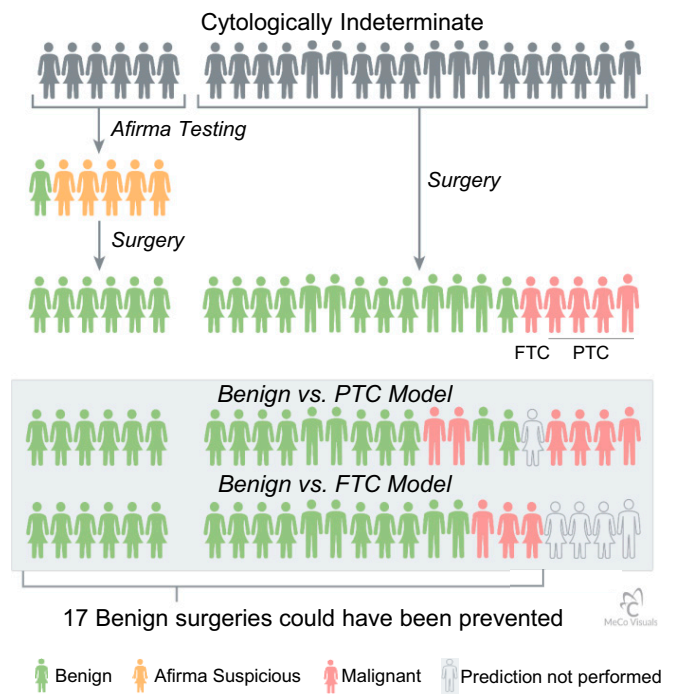 Cytologically Indeterminate
Afirma Testing
Surgery
Surgery
FTC PTC
Benign vs. PTC Model
Benign vs. FTC Model
17 Benign surgeries could have been prevented
MeCo Visuals
Benign Afirma Suspicious Malignant Prediction not performed